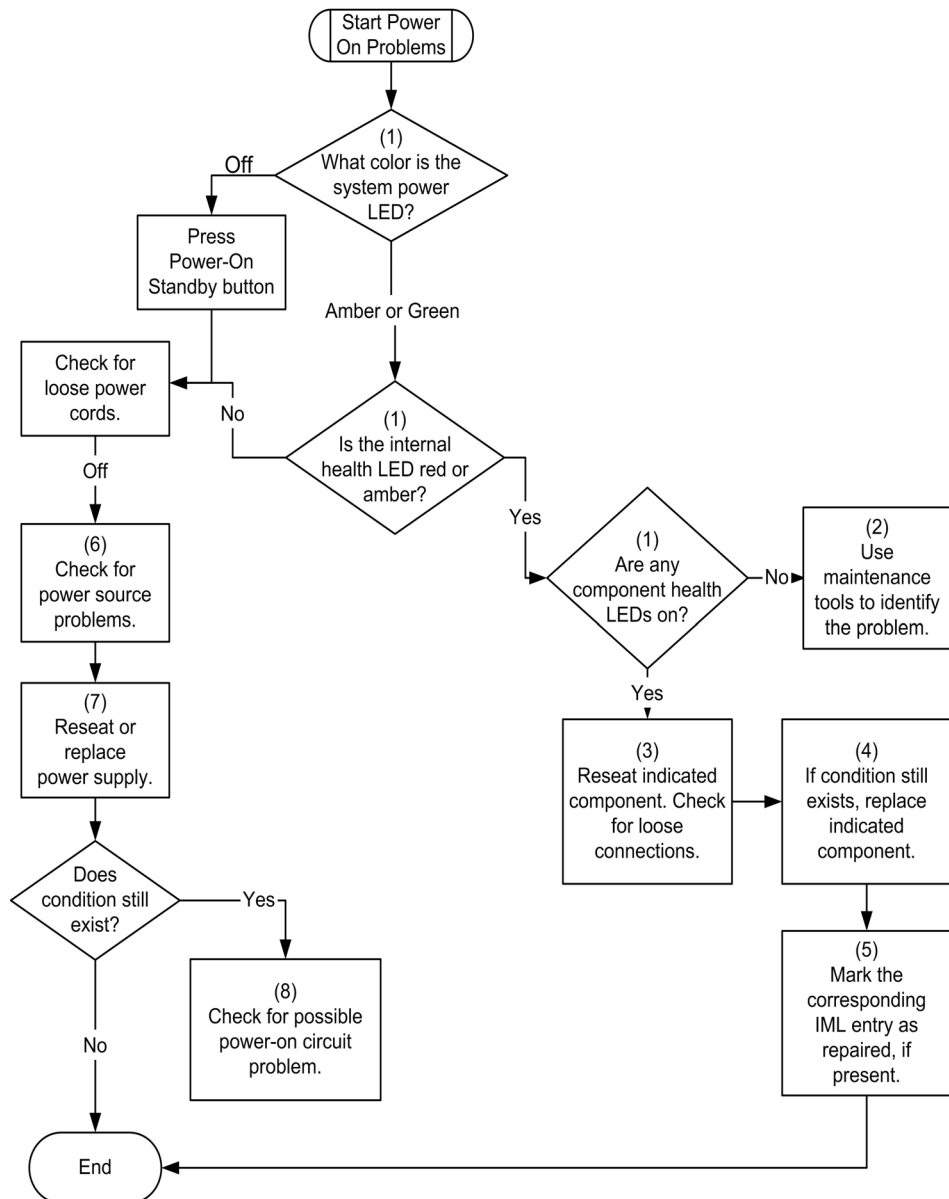 Start Power
On Problems
(1)
What color is the
system power
LED?
Off
Press
Power-On
Standby button
Amber or Green
Check for
loose power
cords.
No
(1)
Is the internal
health LED red or
amber?
Off
Yes
(1)
Are any
component health
LEDs on?
No
(2)
Use
maintenance
tools to identify
the problem.
(6)
Check for
power source
problems.
Yes
(7)
Reseat or
replace
power supply.
(3)
Reseat indicated
component. Check
for loose
connections.
(4)
If condition still
exists, replace
indicated
component.
Does
condition still
exist?
Yes
(8)
Check for possible
power-on circuit
problem.
(5)
Mark the
corresponding
IML entry as
repaired, if
present.
No
End